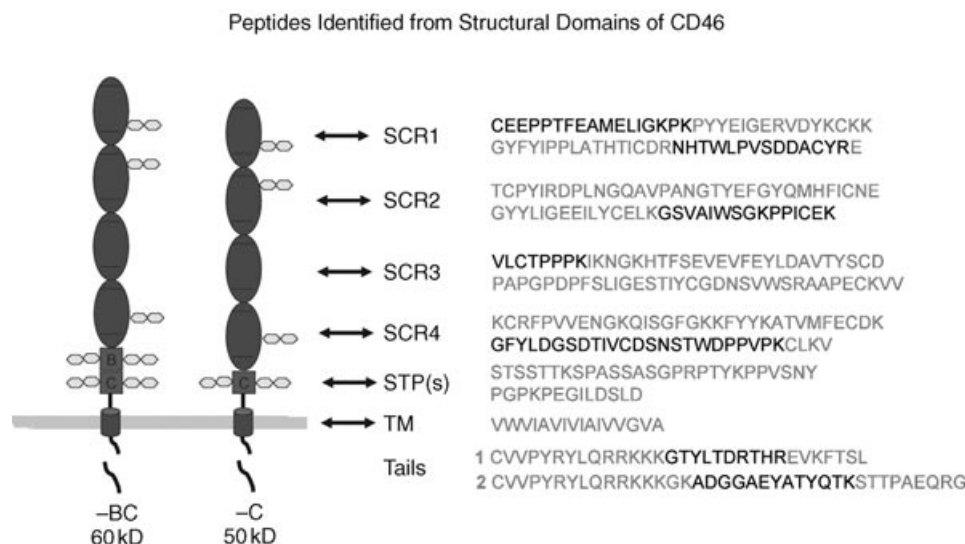 Peptides Identified from Structural Domains of CD46
SCR1
CEEPPTFEAMELIGKPKPYYEIGERVDYKCKK
GYFYIPPLATHTICDRNHTWLPVSDDACYRE
SCR2
TCPYIRDPLNGQAVPANGTYEFGYQMHFICNE
GYYLIGEEILYCELKGSVAIWSGKPPICEK
SCR3
VLCTPPPKIKNGKHTFSEVEVFEYLDAVTYSCD
PAPGPDPFSLIGESTIYCGDNSVWSRAAPECKVV
SCR4
KCRFPVVENGKQISGFGKKFYYKATVMFECDK
GFYLDGSDTIVCDSNSTWDPPVPKCLKV
B
C
C
STP(s)
STSSTTKSPASSASGPRPTYKPPVSNY
PGPKPEGILDSLD
TM
VWVIAVIVIAIVVGVA
Tails
1 CVVPYRYLQRRKKKGTYLTDRTHREVKFTSL
2 CVVPYRYLQRRKKKGKADGGAEYATYQTKSTTPAEQRG
–BC
60 kD
–C
50 kD